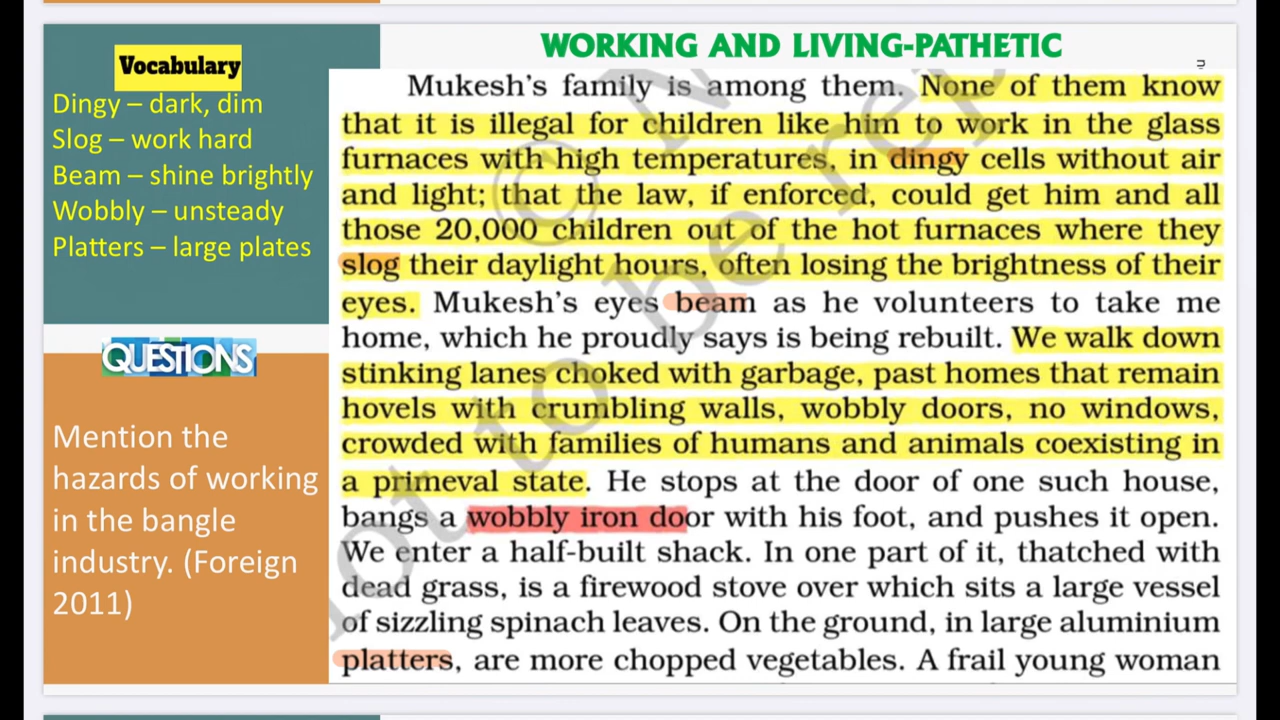 WORKING AND LIVING-PATHETIC
Vocabulary
Dingy – dark, dim
Slog – work hard
Beam – shine brightly
Wobbly – unsteady
Platters – large plates
QUESTIONS
Mention the
hazards of working
in the bangle
industry. (Foreign
2011)
Mukesh's family is among them. None of them know
that it is illegal for children like him to work in the glass
furnaces with high temperatures, in dingy cells without air
and light; that the law, if enforced, could get him and all
those 20,000 children out of the hot furnaces where they
slog their daylight hours, often losing the brightness of their
eyes. Mukesh's eyes beam as he volunteers to take me
home, which he proudly says is being rebuilt. We walk down
stinking lanes choked with garbage, past homes that remain
hovels with crumbling walls, wobbly doors, no windows,
crowded with families of humans and animals coexisting in
a primeval state. He stops at the door of one such house,
bangs a wobbly iron door with his foot, and pushes it open.
We enter a half-built shack. In one part of it, thatched with
dead grass, is a firewood stove over which sits a large vessel
of sizzling spinach leaves. On the ground, in large aluminium
platters, are more chopped vegetables. A frail young woman
© N
not to be rep